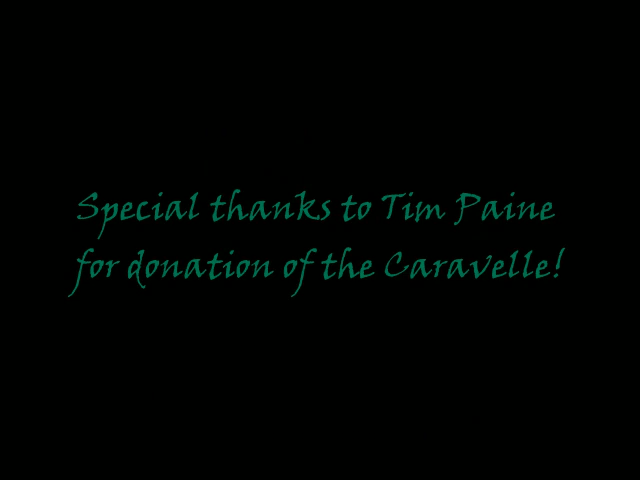 Special thanks to Tim Paine
for donation of the Caravelle!